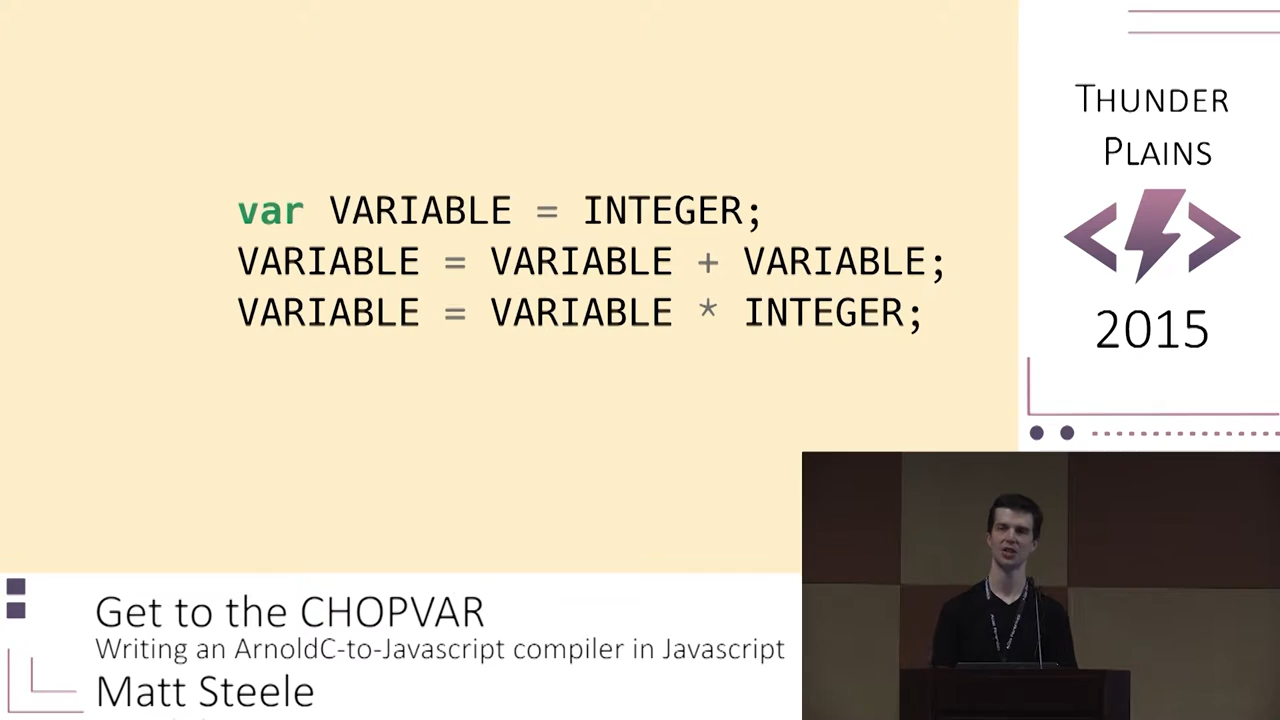 var VARIABLE = INTEGER;
VARIABLE = VARIABLE + VARIABLE;
VARIABLE = VARIABLE * INTEGER;
THUNDER
PLAINS
2015
Get to the CHOPVAR
Writing an ArnoldC-to-Javascript compiler in Javascript
Matt Steele